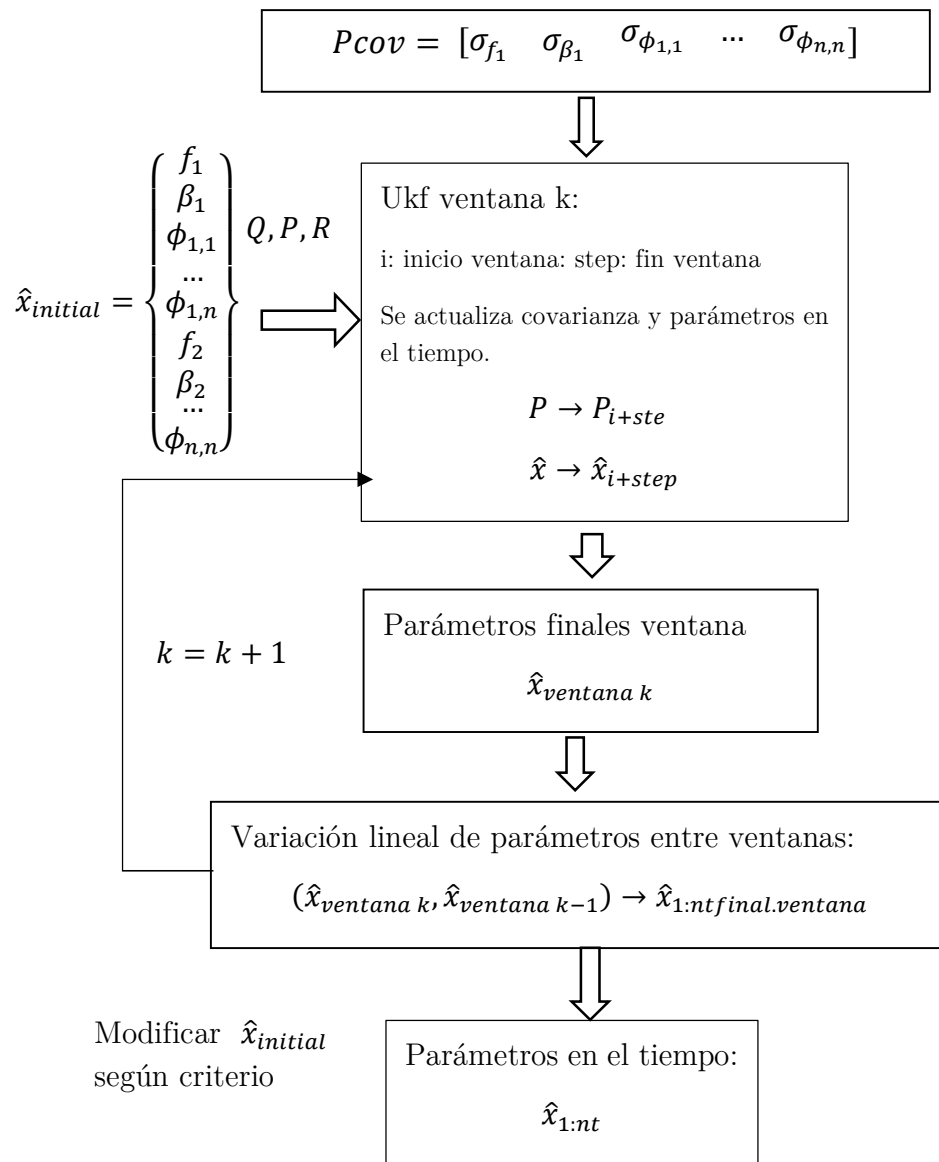 Pcov = [σ_{f_1} σ_{β_1} σ_{ϕ_{1,1}} ... σ_{ϕ_{n,n}}]
x̂_{initial} = { f_1
β_1
ϕ_{1,1}
...
ϕ_{1,n}
f_2
β_2
...
ϕ_{n,n} }
Q, P, R
Ukf ventana k:
i: inicio ventana: step: fin ventana
Se actualiza covarianza y parámetros en
el tiempo.
P → P_{i+ste}
x̂ → x̂_{i+step}
Parámetros finales ventana
x̂_{ventana k}
k = k + 1
Variación lineal de parámetros entre ventanas:
(x̂_{ventana k}, x̂_{ventana k−1}) → x̂_{1:ntfinal.ventana}
Modificar x̂_{initial}
según criterio
Parámetros en el tiempo:
x̂_{1:nt}